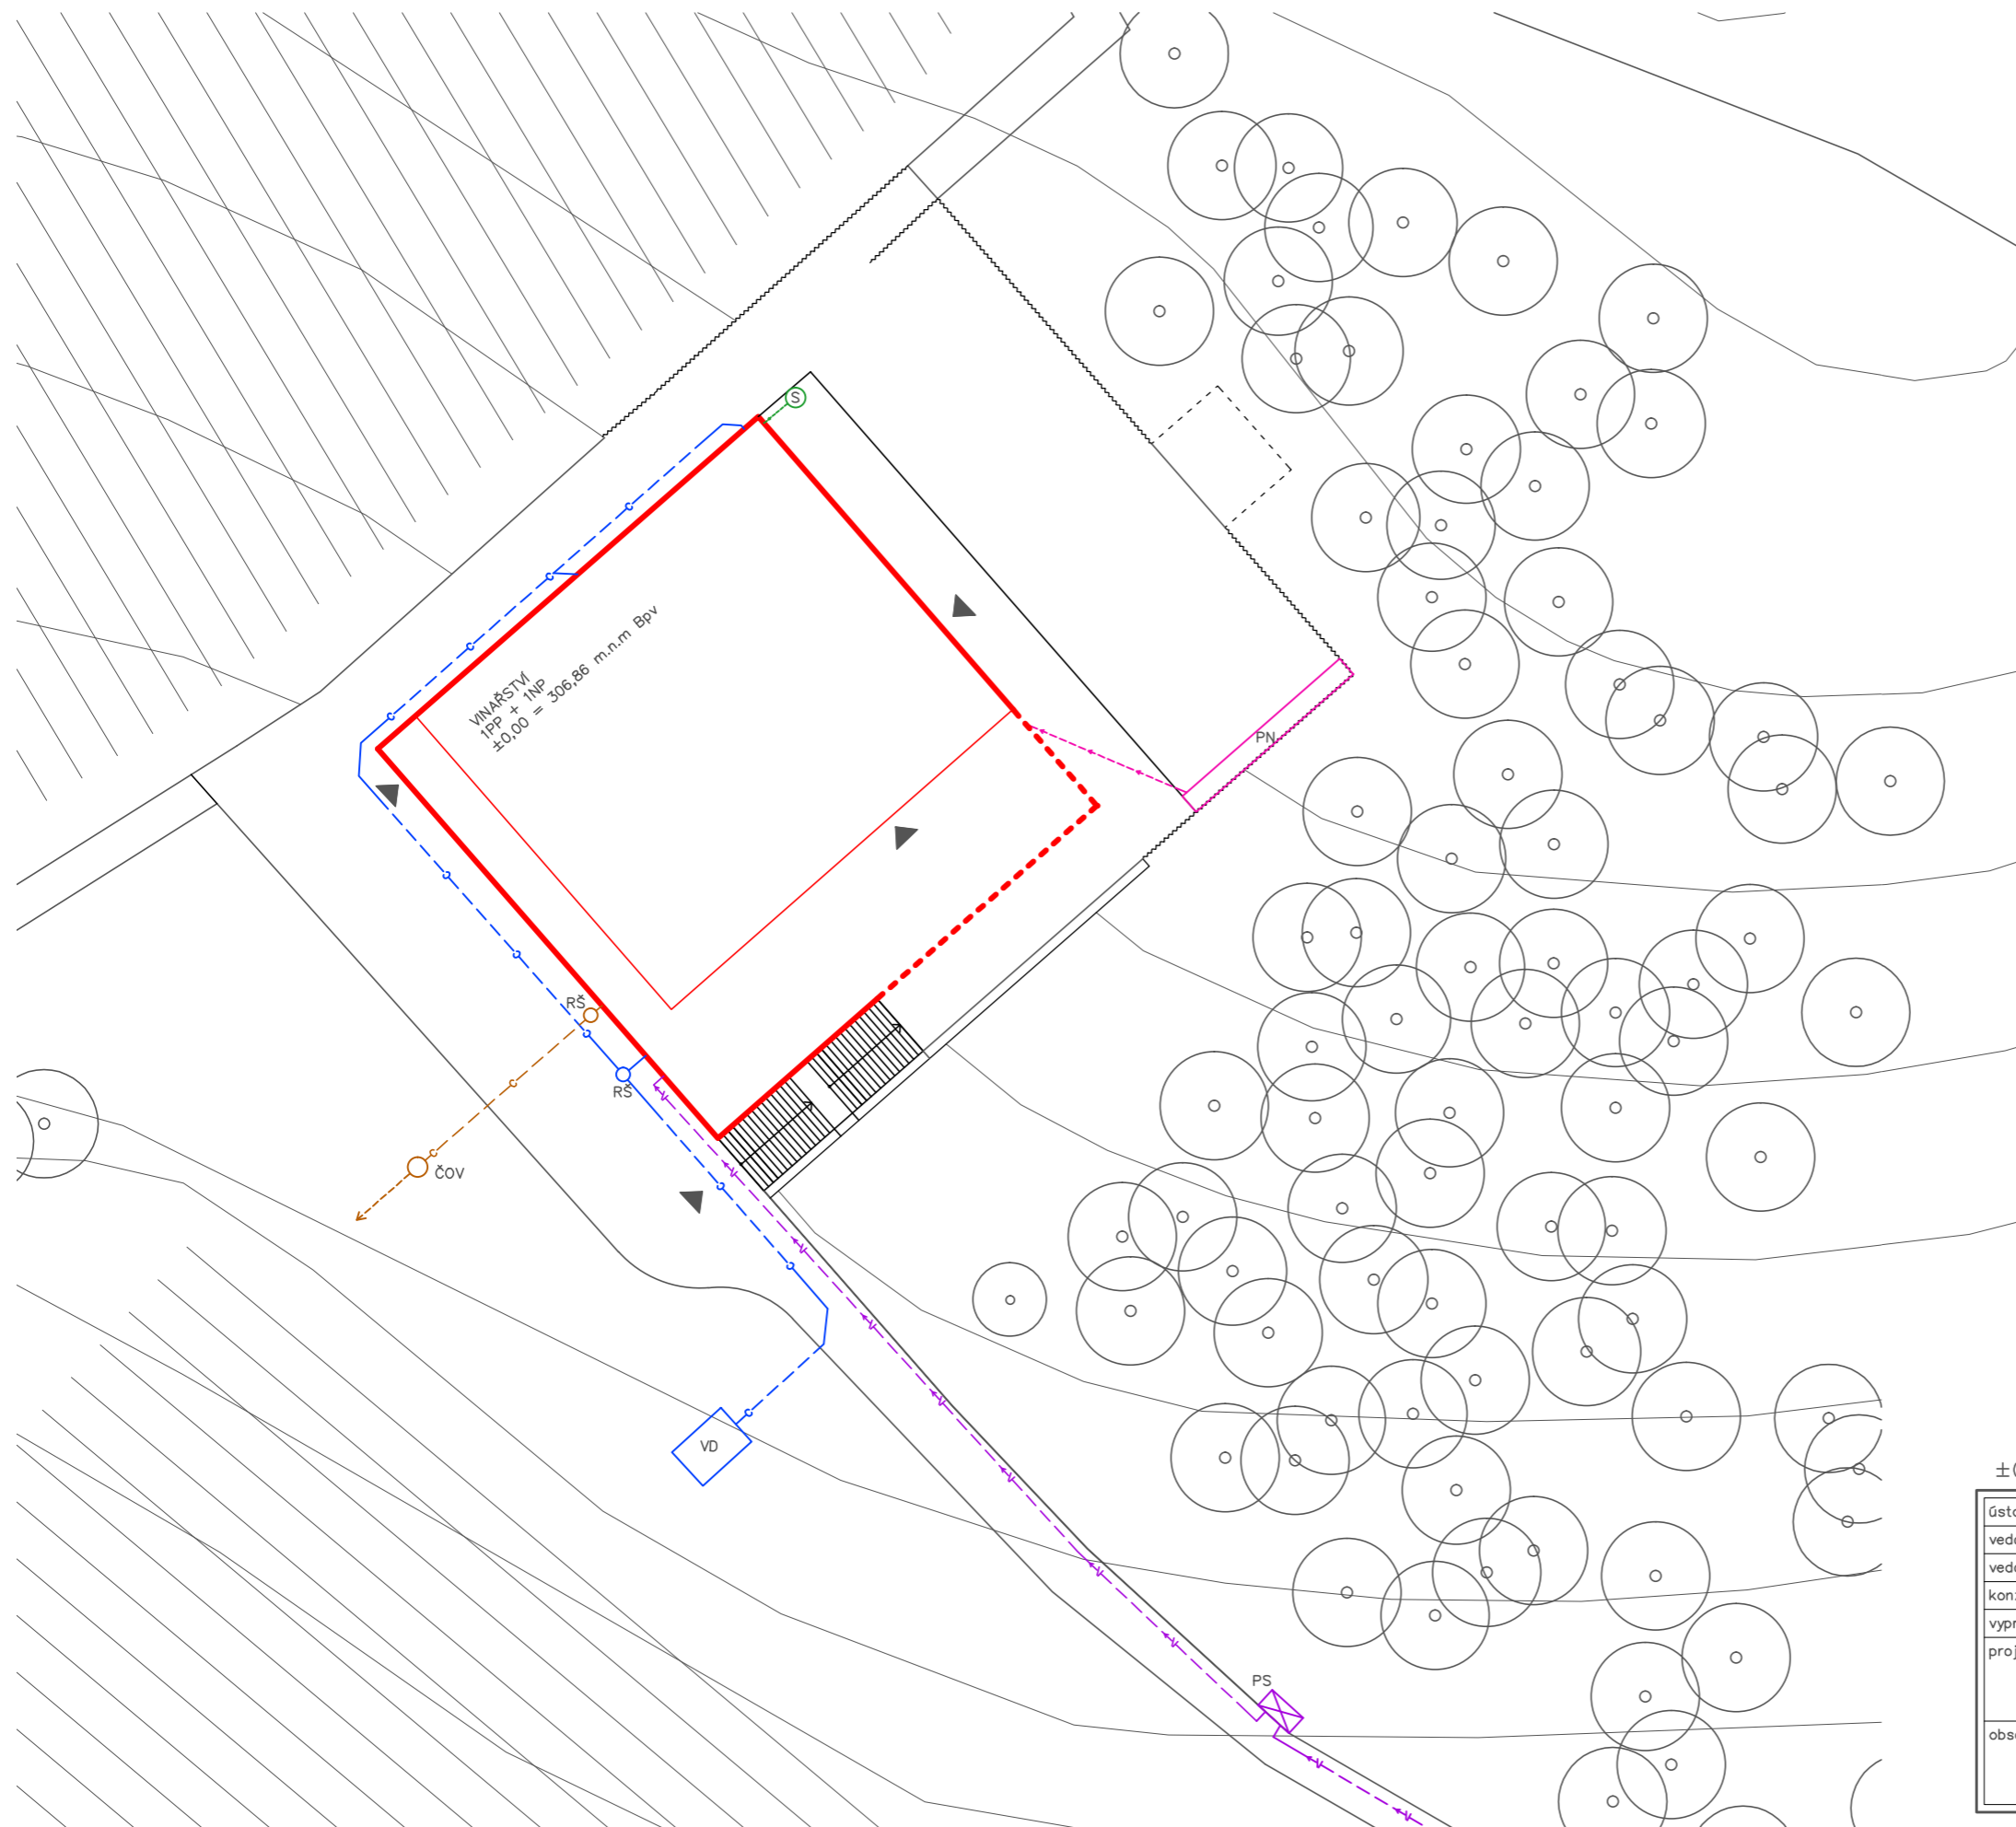 S
VINAŘSTVÍ
1PP + 1NP
±0,00 = 306,86 m.n.m Bpv
PN
RŠ
RŠ
ČOV
VD
PS